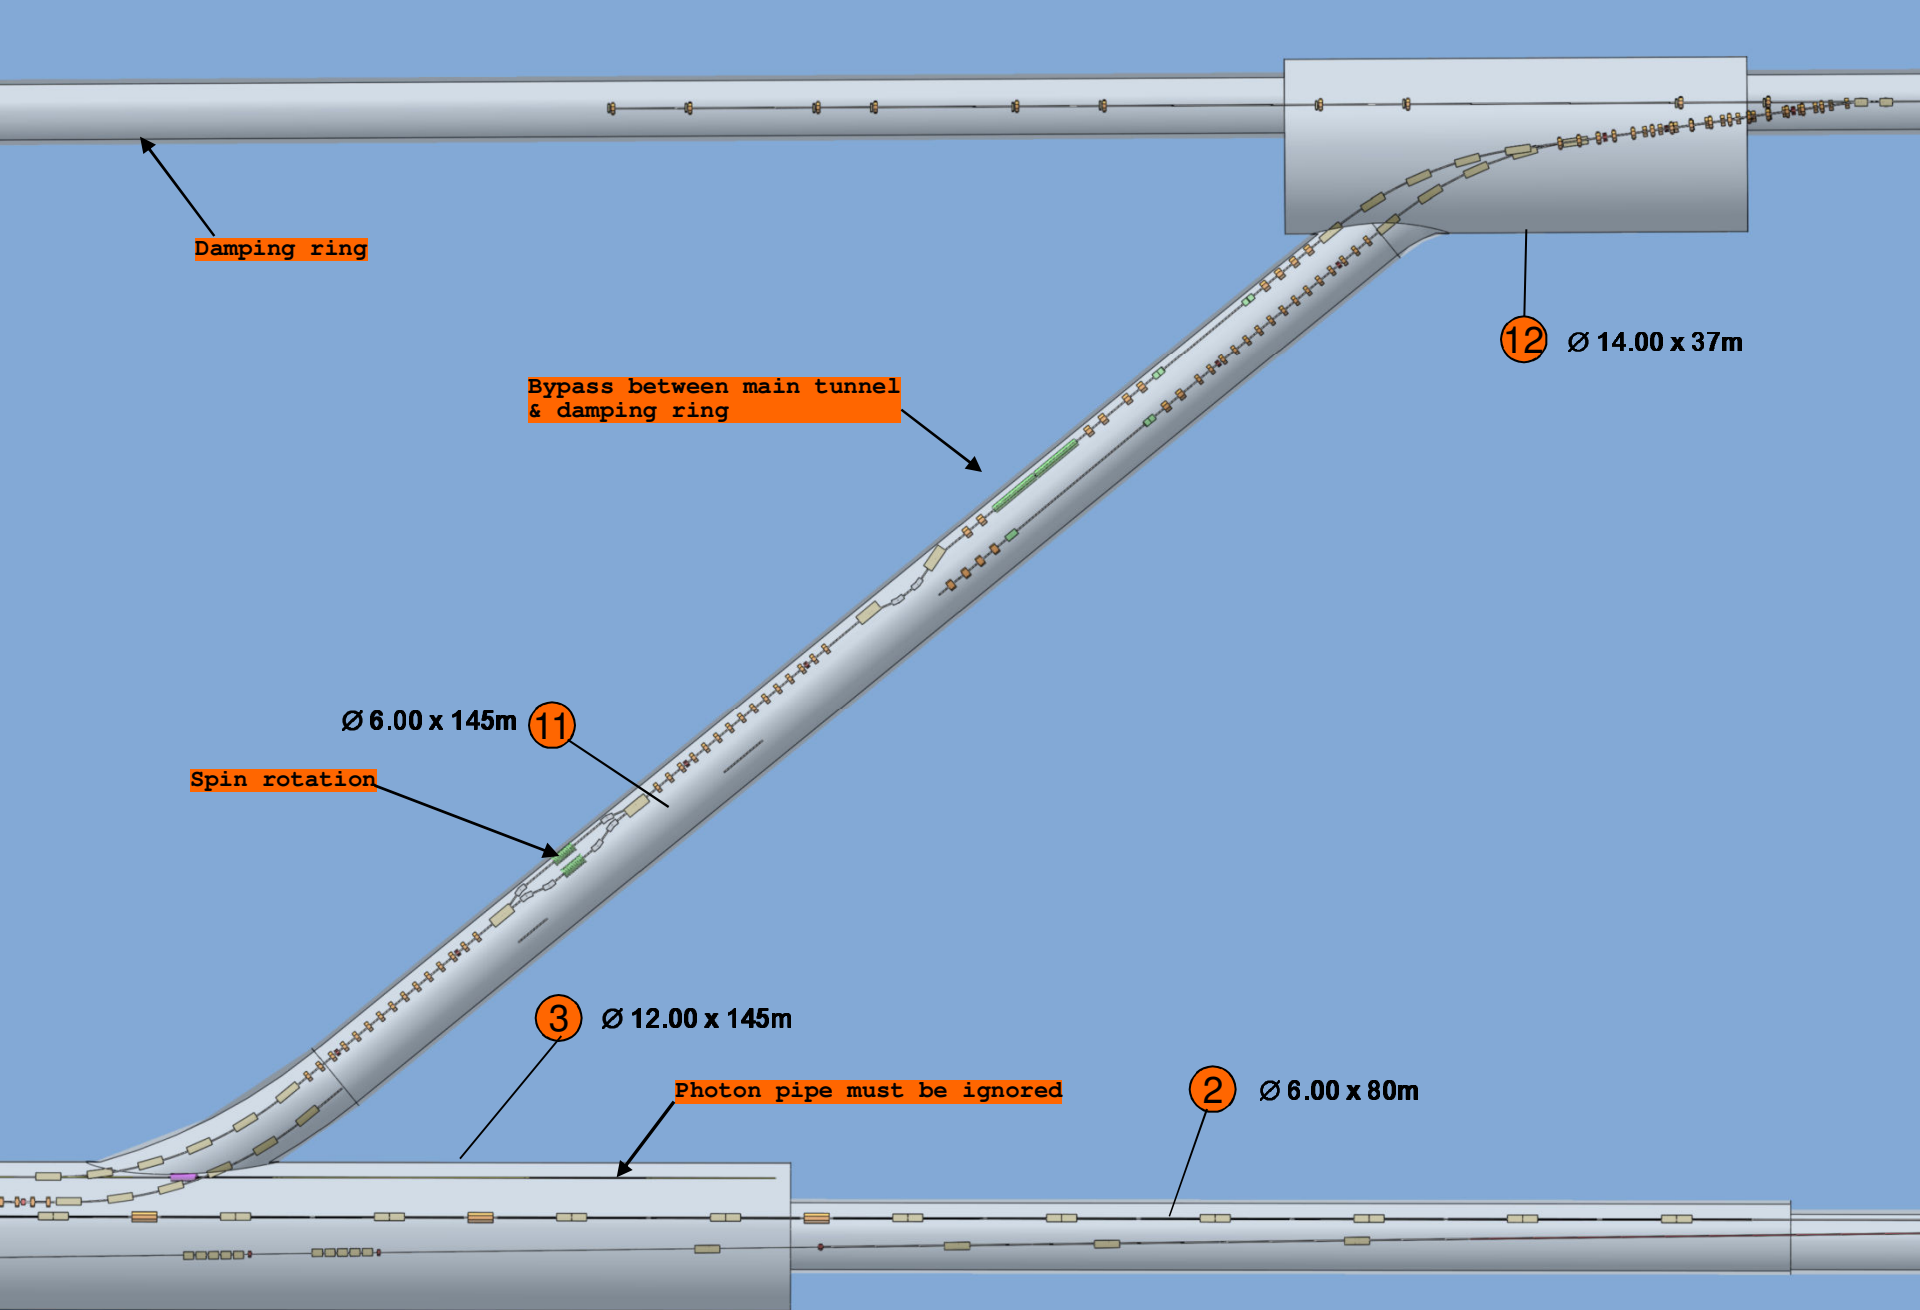 Damping ring
12 Ø 14.00 x 37m
Bypass between main tunnel
& damping ring
Ø 6.00 x 145m 11
Spin rotation
3 Ø 12.00 x 145m
Photon pipe must be ignored
2 Ø 6.00 x 80m